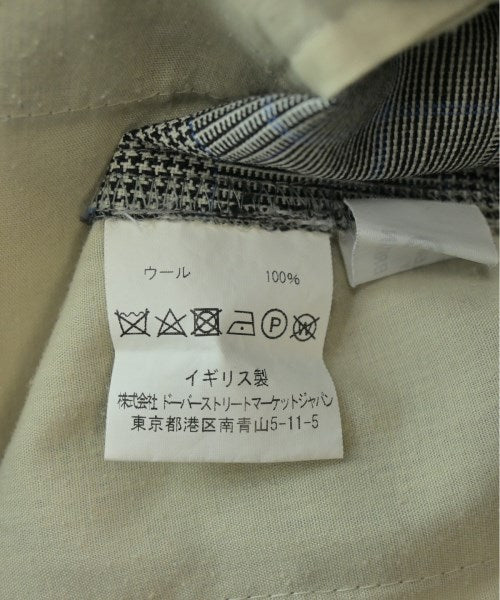 ウール 100%
P W
イギリス製
株式会社 ドーバーストリートマーケットジャパン
東京都港区南青山5-11-5